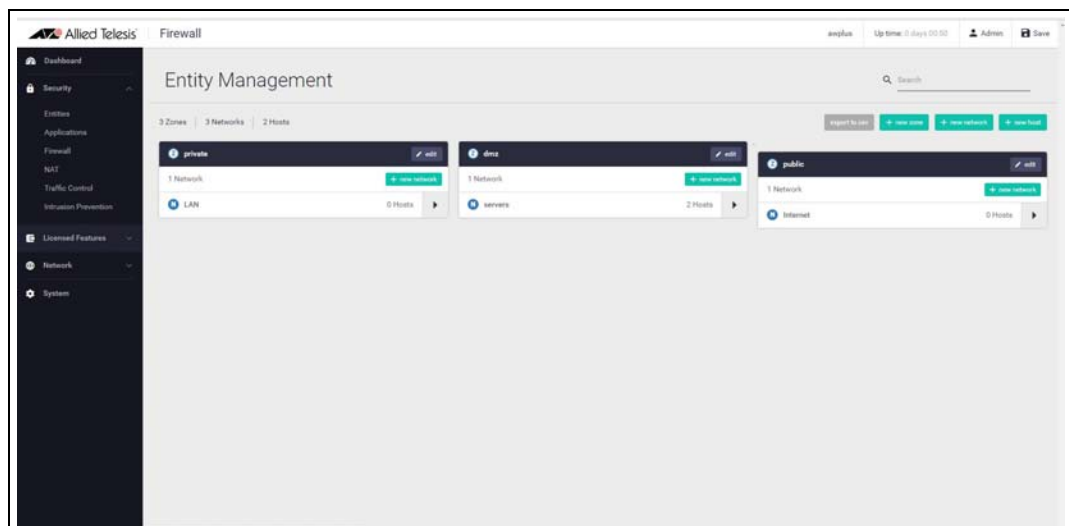 Allied Telesis Firewall awplus Up time: 0 days 00:50 Admin Save
Dashboard
Security
Entities
Applications
Firewall
NAT
Traffic Control
Intrusion Prevention
Licensed Features
Network
System
Entity Management
Search
3 Zones 3 Networks 2 Hosts
export to csv + new zone + new network + new host
Z private edit
1 Network + new network
N LAN 0 Hosts
Z dmz edit
1 Network + new network
N servers 2 Hosts
Z public edit
1 Network + new network
N Internet 0 Hosts